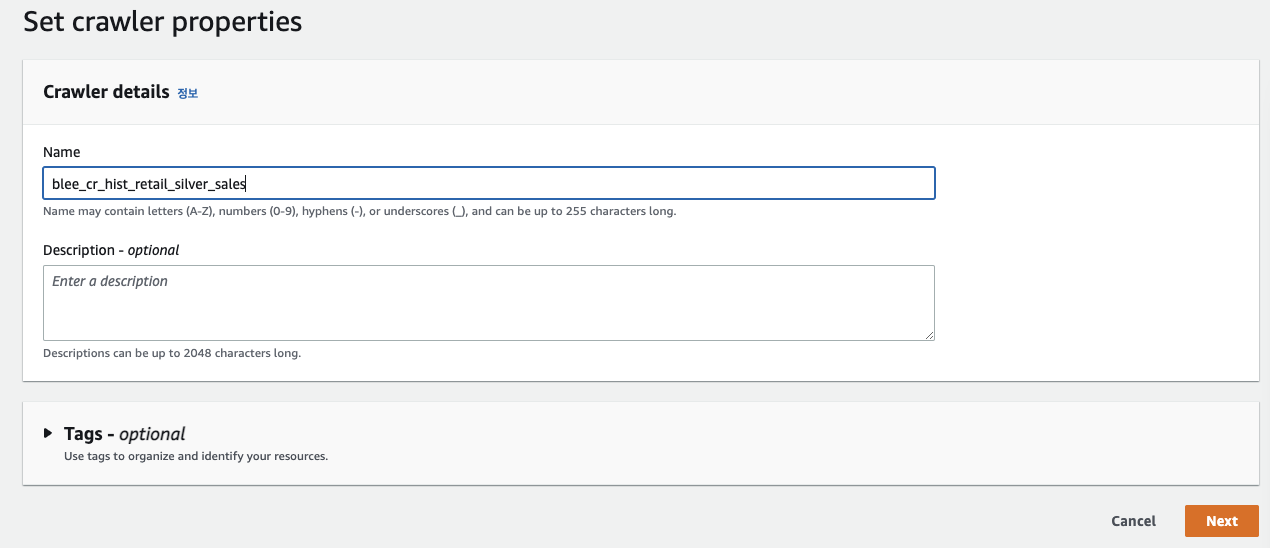 Set crawler properties
Crawler details 정보
Name
blee_cr_hist_retail_silver_sales
Name may contain letters (A-Z), numbers (0-9), hyphens (-), or underscores (_), and can be up to 255 characters long.
Description - optional
Enter a description
Descriptions can be up to 2048 characters long.
Tags - optional
Use tags to organize and identify your resources.
Cancel
Next